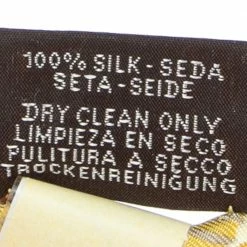 100% SILK - SEDA
SETA - SEIDE
DRY CLEAN ONLY
LIMPIEZA EN SECO
PULITURA A SECCO
TROCKENREINIGUNG